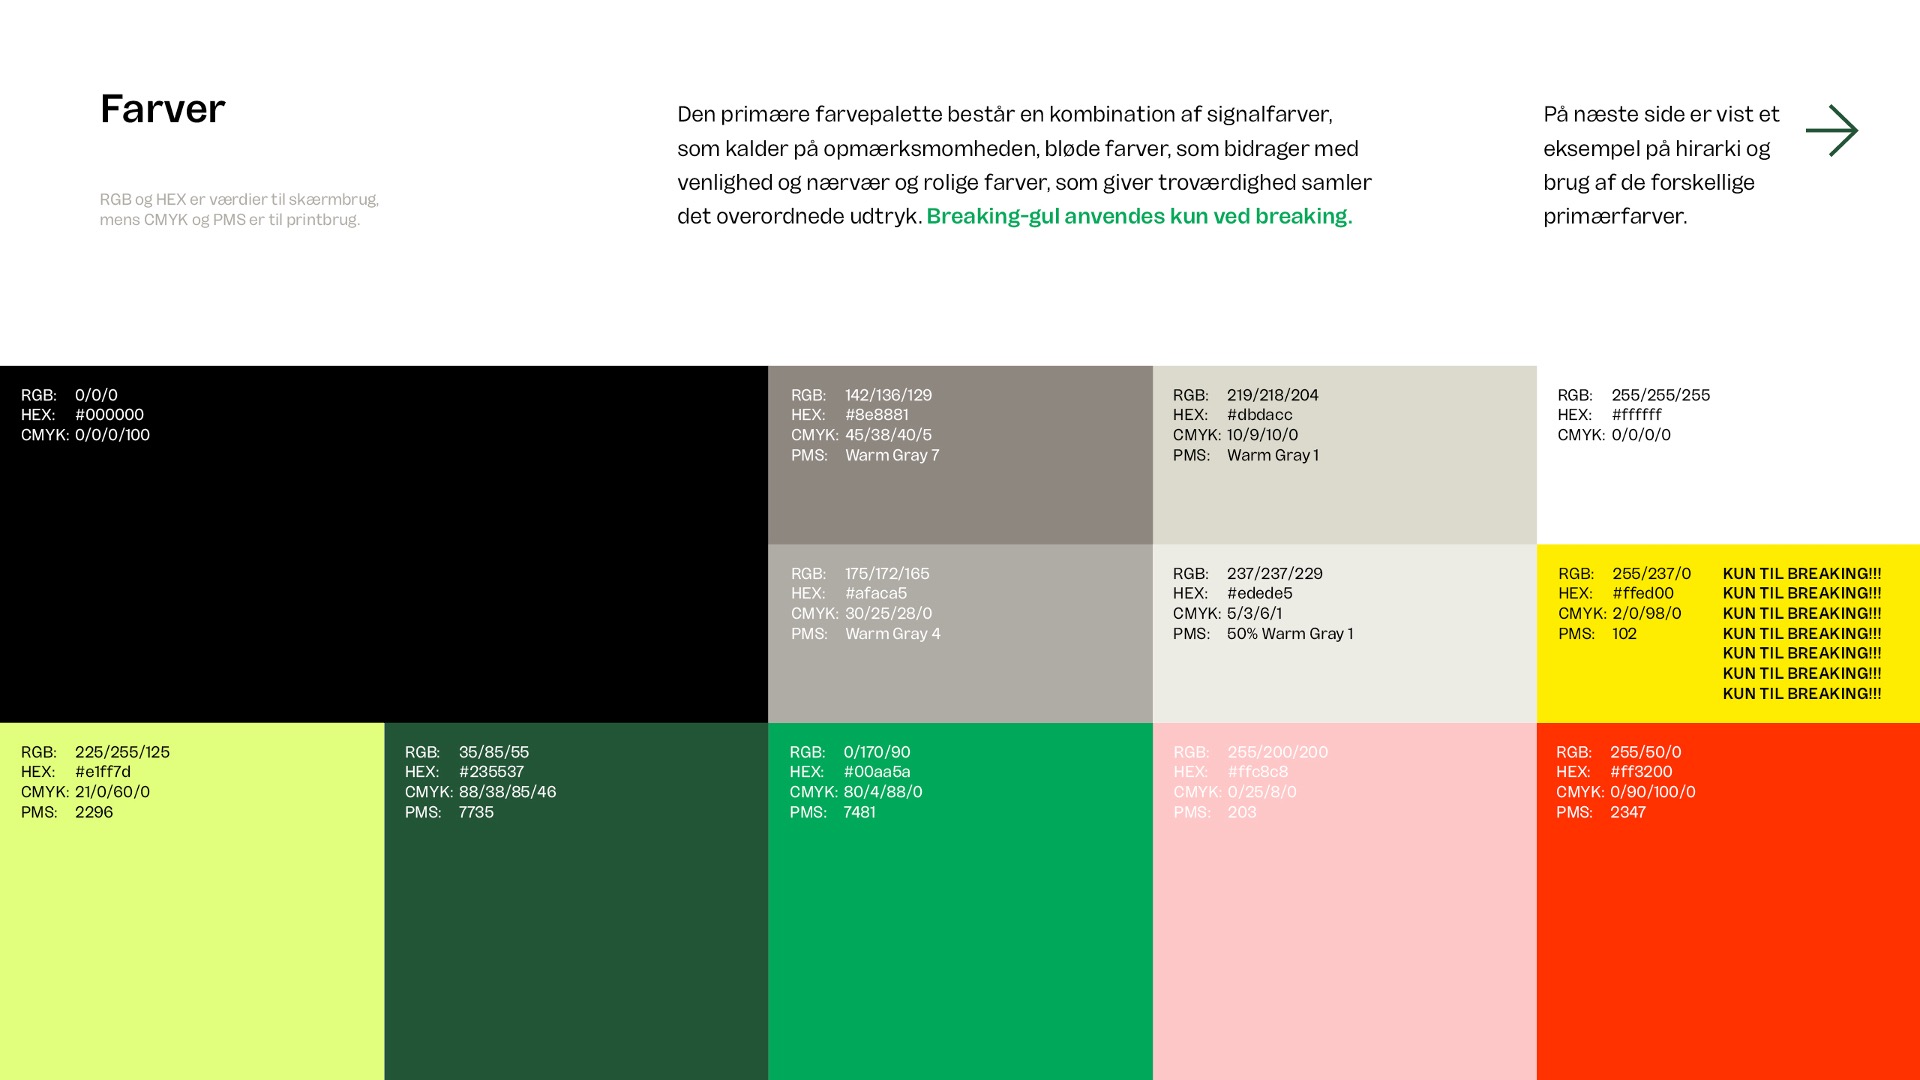 Farver
RGB og HEX er værdier til skærmbrug,
mens CMYK og PMS er til printbrug.
Den primære farvepalette består en kombination af signalfarver,
som kalder på opmærksmomheden, bløde farver, som bidrager med
venlighed og nærvær og rolige farver, som giver troværdighed samler
det overordnede udtryk. Breaking-gul anvendes kun ved breaking.
På næste side er vist et
eksempel på hirarki og
brug af de forskellige
primærfarver.
RGB: 0/0/0
HEX: #000000
CMYK: 0/0/0/100
RGB: 142/136/129
HEX: #8e8881
CMYK: 45/38/40/5
PMS: Warm Gray 7
RGB: 219/218/204
HEX: #dbdacc
CMYK: 10/9/10/0
PMS: Warm Gray 1
RGB: 255/255/255
HEX: #ffffff
CMYK: 0/0/0/0
RGB: 175/172/165
HEX: #afaca5
CMYK: 30/25/28/0
PMS: Warm Gray 4
RGB: 237/237/229
HEX: #edede5
CMYK: 5/3/6/1
PMS: 50% Warm Gray 1
RGB: 255/237/0
HEX: #ffed00
CMYK: 2/0/98/0
PMS: 102
KUN TIL BREAKING!!!
KUN TIL BREAKING!!!
KUN TIL BREAKING!!!
KUN TIL BREAKING!!!
KUN TIL BREAKING!!!
KUN TIL BREAKING!!!
KUN TIL BREAKING!!!
RGB: 225/255/125
HEX: #e1ff7d
CMYK: 21/0/60/0
PMS: 2296
RGB: 35/85/55
HEX: #235537
CMYK: 88/38/85/46
PMS: 7735
RGB: 0/170/90
HEX: #00aa5a
CMYK: 80/4/88/0
PMS: 7481
RGB: 255/200/200
HEX: #ffc8c8
CMYK: 0/25/8/0
PMS: 203
RGB: 255/50/0
HEX: #ff3200
CMYK: 0/90/100/0
PMS: 2347